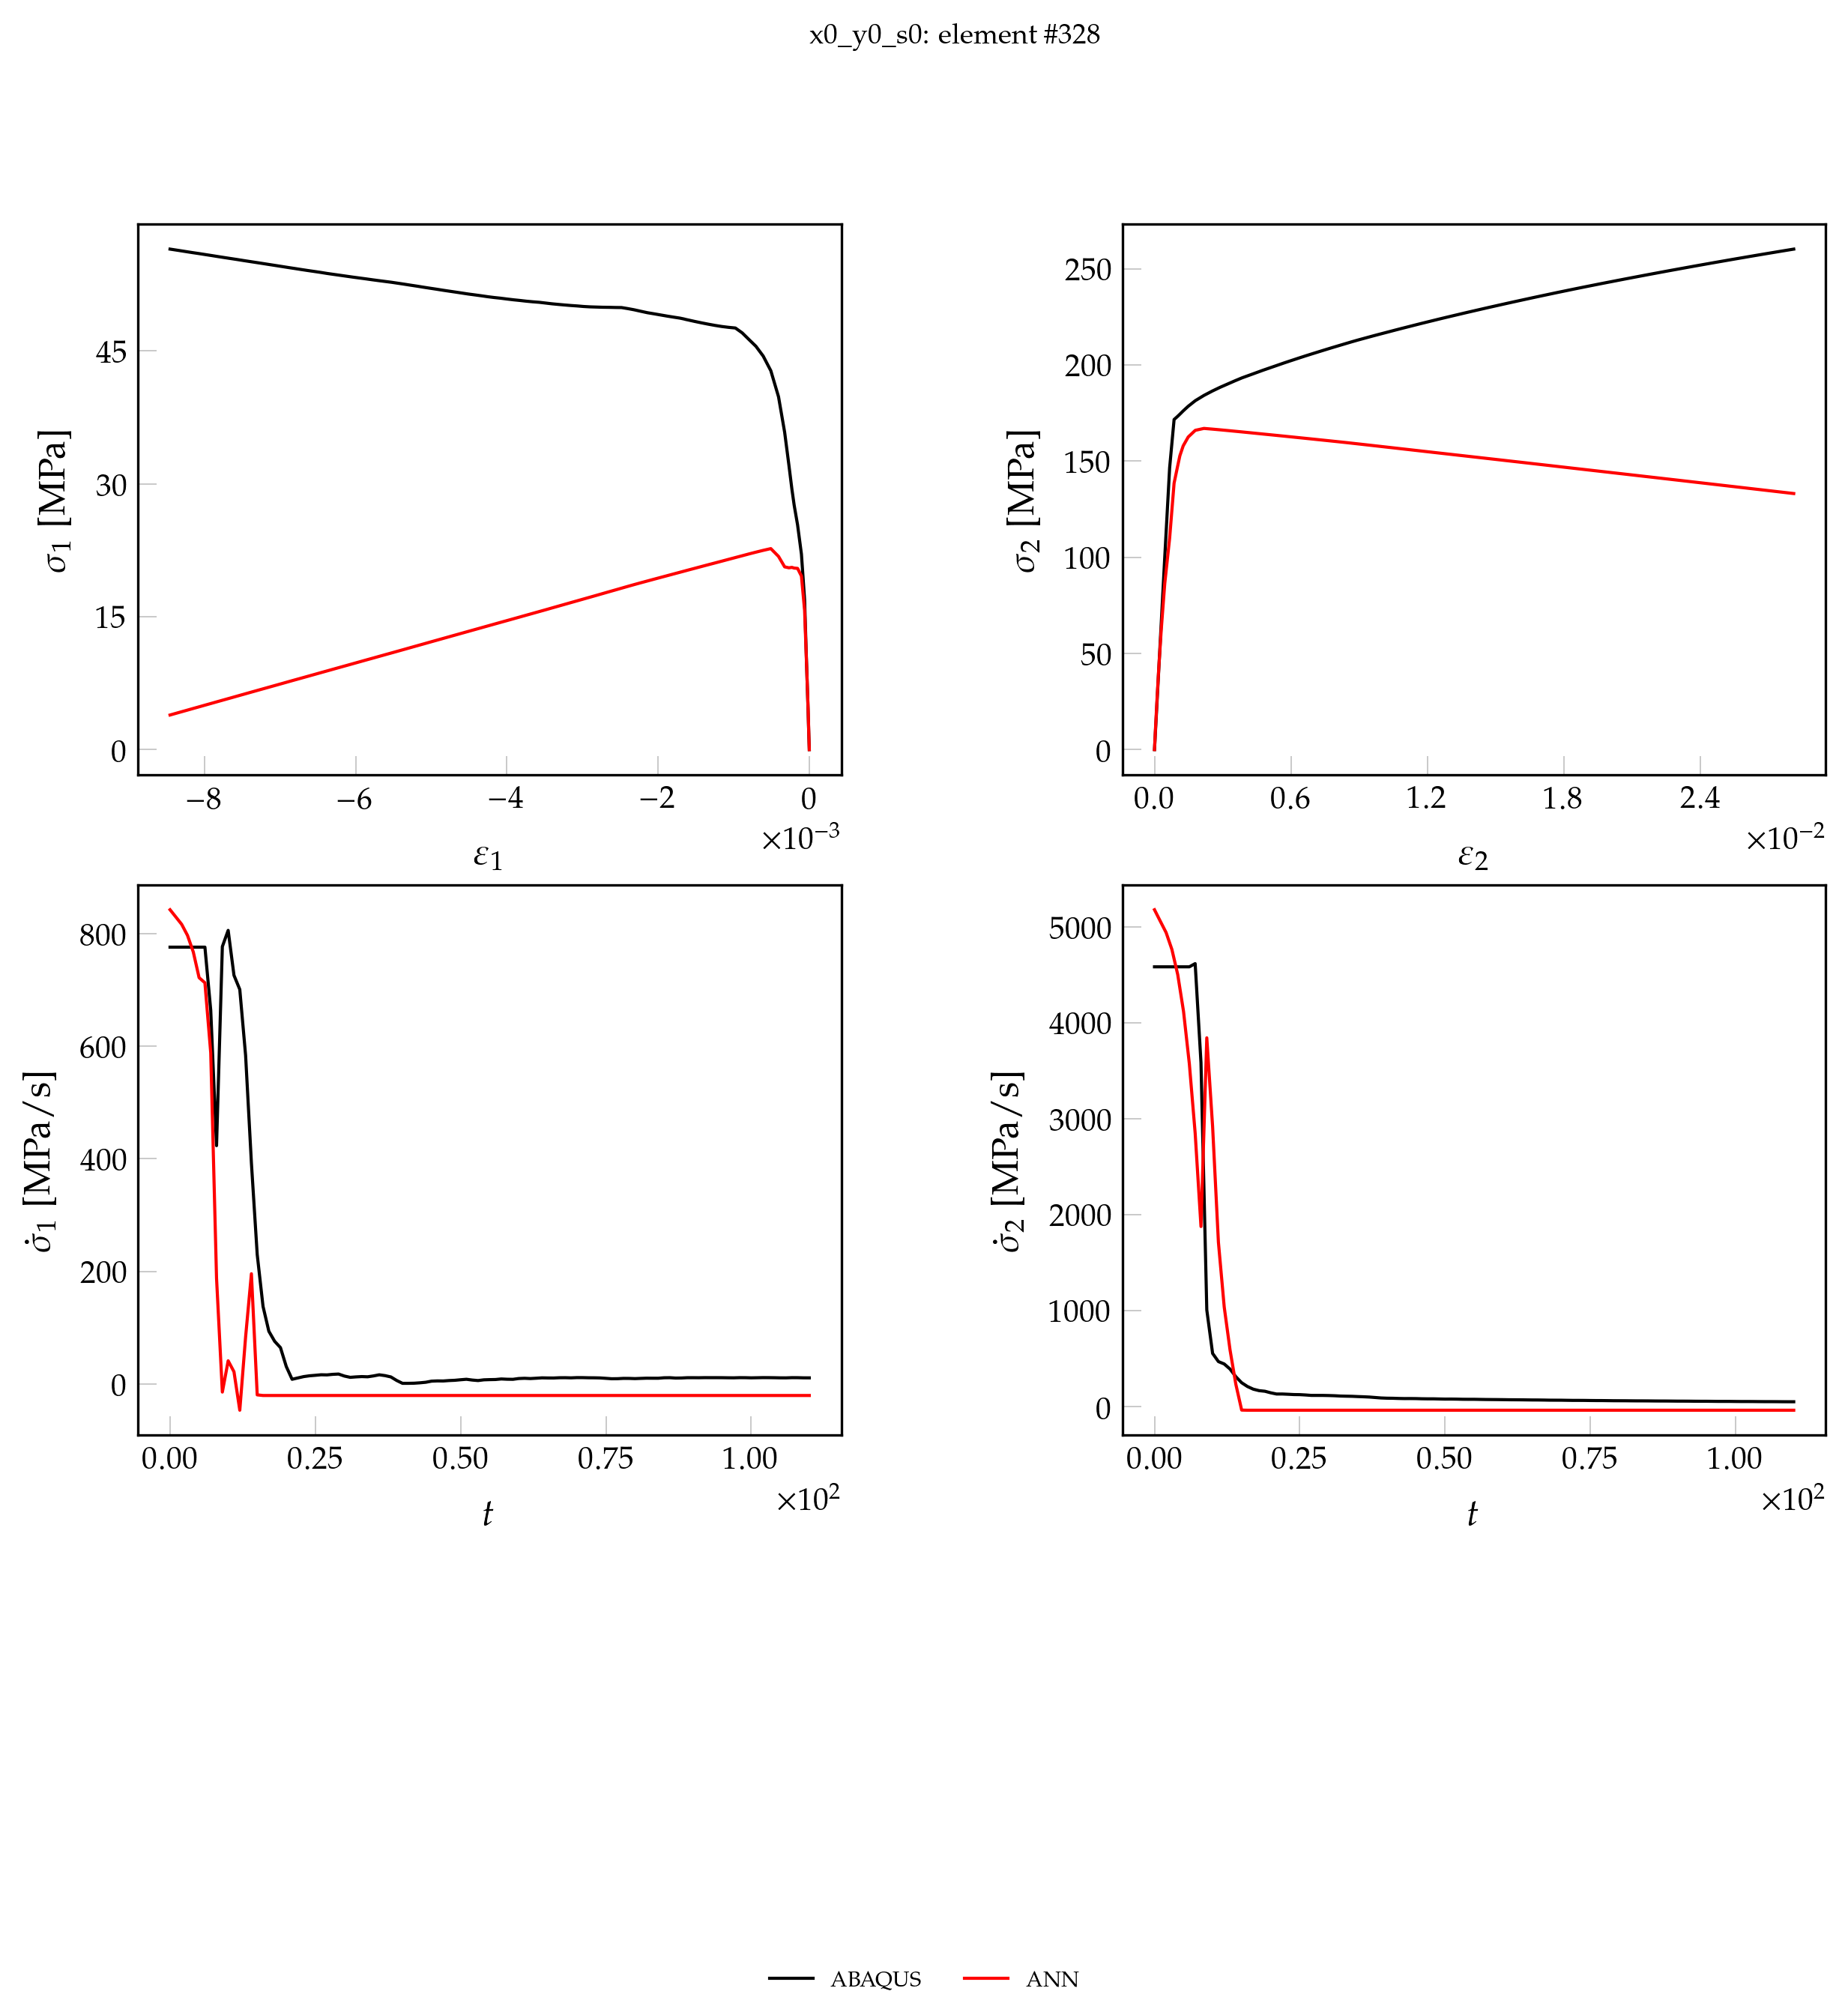 x0_y0_s0: element #328
σ₁ [MPa]
45
30
15
0
−8 −6 −4 −2 0
×10⁻³
ε₁
σ₂ [MPa]
250
200
150
100
50
0
0.0 0.6 1.2 1.8 2.4
×10⁻²
ε₂
σ̇₁ [MPa/s]
800
600
400
200
0
0.00 0.25 0.50 0.75 1.00
×10²
t
σ̇₂ [MPa/s]
5000
4000
3000
2000
1000
0
0.00 0.25 0.50 0.75 1.00
×10²
t
ABAQUS ANN